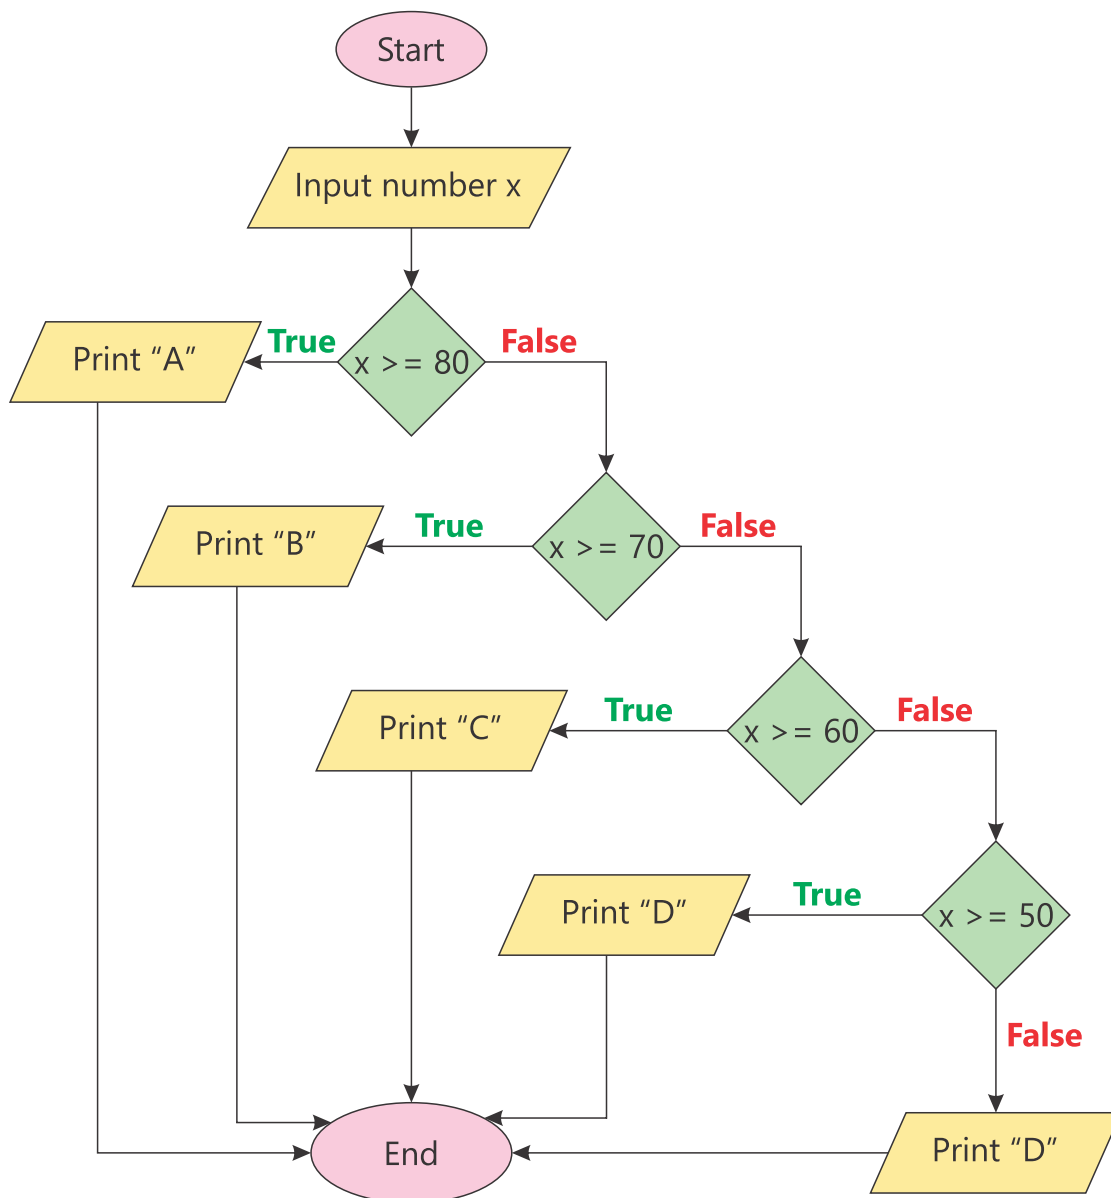 Start
Input number x
True
False
Print “A”
x >= 80
True
False
Print “B”
x >= 70
True
False
Print “C”
x >= 60
True
Print “D”
x >= 50
False
End
Print “D”